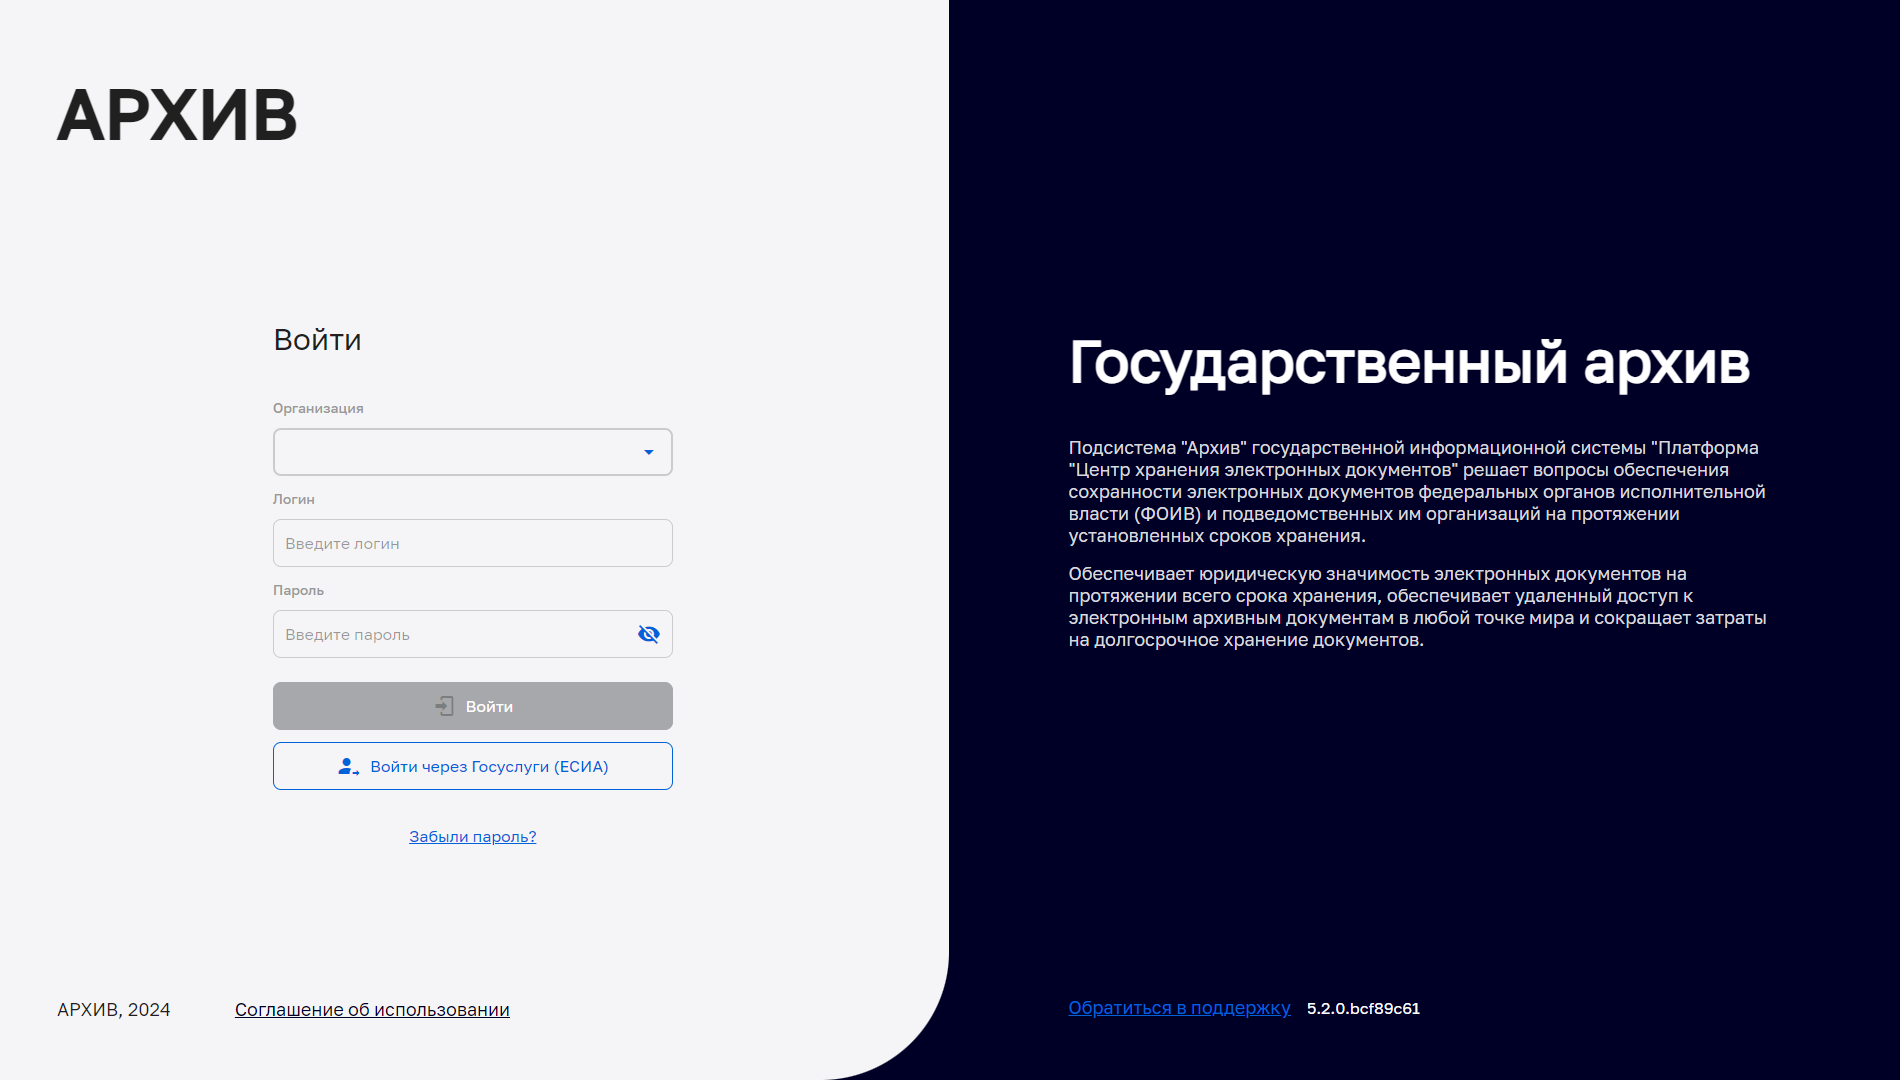 АРХИВ
Войти
Организация
Логин
Введите логин
Пароль
Введите пароль
Войти
Войти через Госуслуги (ЕСИА)
Забыли пароль?
АРХИВ, 2024
Соглашение об использовании
Государственный архив
Подсистема "Архив" государственной информационной системы "Платформа
"Центр хранения электронных документов" решает вопросы обеспечения
сохранности электронных документов федеральных органов исполнительной
власти (ФОИВ) и подведомственных им организаций на протяжении
установленных сроков хранения.
Обеспечивает юридическую значимость электронных документов на
протяжении всего срока хранения, обеспечивает удаленный доступ к
электронным архивным документам в любой точке мира и сокращает затраты
на долгосрочное хранение документов.
Обратиться в поддержку
5.2.0.bcf89c61